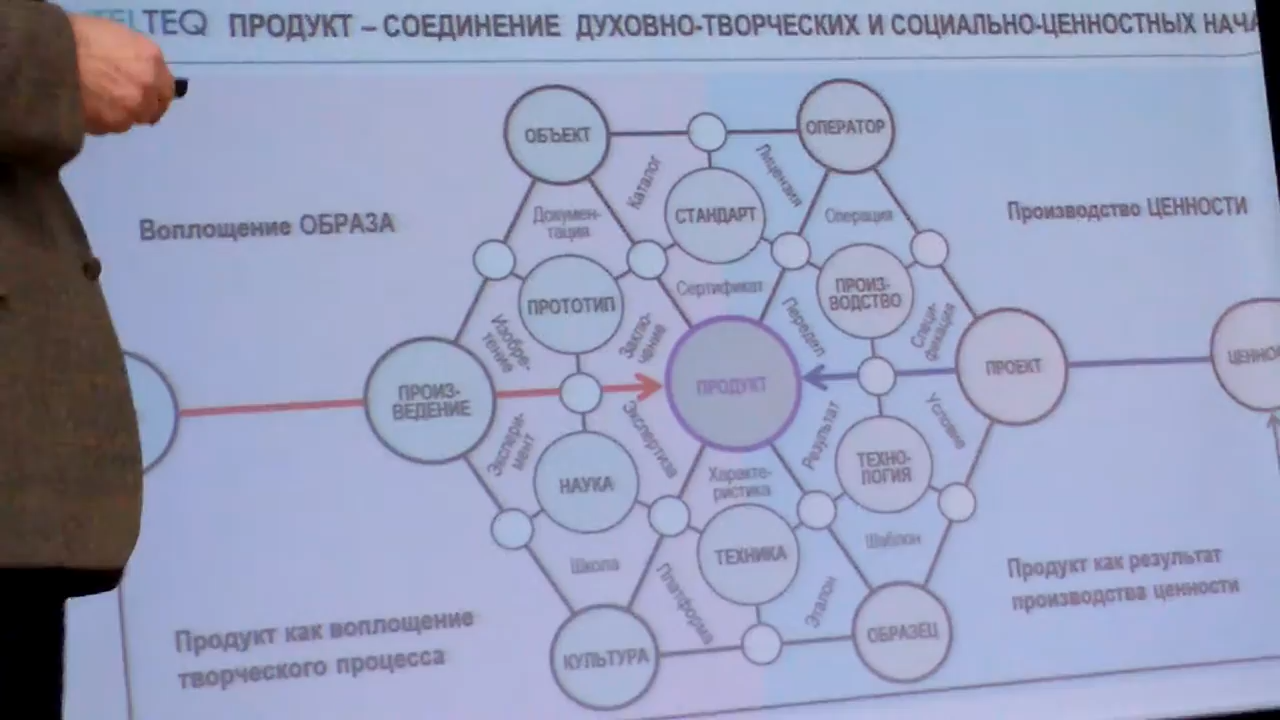 TELTEQ ПРОДУКТ – СОЕДИНЕНИЕ ДУХОВНО-ТВОРЧЕСКИХ И СОЦИАЛЬНО-ЦЕННОСТНЫХ НАЧА
ОБЪЕКТ
ОПЕРАТОР
Каталог
Лицензия
Воплощение ОБРАЗА
Докумен-
тация
СТАНДАРТ
Операция
Производство ЦЕННОСТИ
ПРОТОТИП
Сертификат
ПРОИЗ-
ВОДСТВО
Изобре-
тение
Заклю-
чение
Передел
Специ-
фикация
ПРОИЗ-
ВЕДЕНИЕ
ПРОДУКТ
ПРОЕКТ
ЦЕННО
Экспери-
мент
Экспертиза
Результат
Условие
НАУКА
Характе-
ристика
ТЕХНО-
ЛОГИЯ
Школа
ТЕХНИКА
Шаблон
Платформа
Эталон
КУЛЬТУРА
ОБРАЗЕЦ
Продукт как воплощение
творческого процесса
Продукт как результат
производства ценности